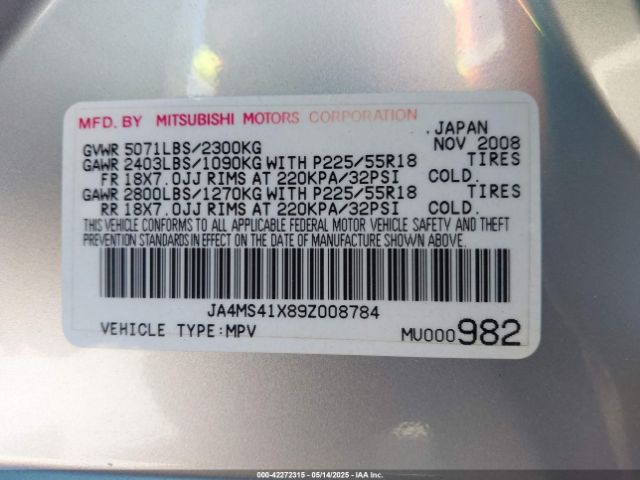 MFD. BY MITSUBISHI MOTORS CORPORATION
.JAPAN
GVWR 5071LBS/2300KG NOV 2008
GAWR 2403LBS/1090KG WITH P225/55R18 TIRES
FR 18X7.0JJ RIMS AT 220KPA/32PSI COLD.
GAWR 2800LBS/1270KG WITH P225/55R18 TIRES
RR 18X7.0JJ RIMS AT 220KPA/32PSI COLD.
THIS VEHICLE CONFORMS TO ALL APPLICABLE FEDERAL MOTOR VEHICLE SAFETY AND THEFT
PREVENTION STANDARDS IN EFFECT ON THE DATE OF MANUFACTURE SHOWN ABOVE.
JA4MS41X89Z008784
VEHICLE TYPE:MPV MU000982
000-42272315 - 05/14/2025 - IAA Inc.